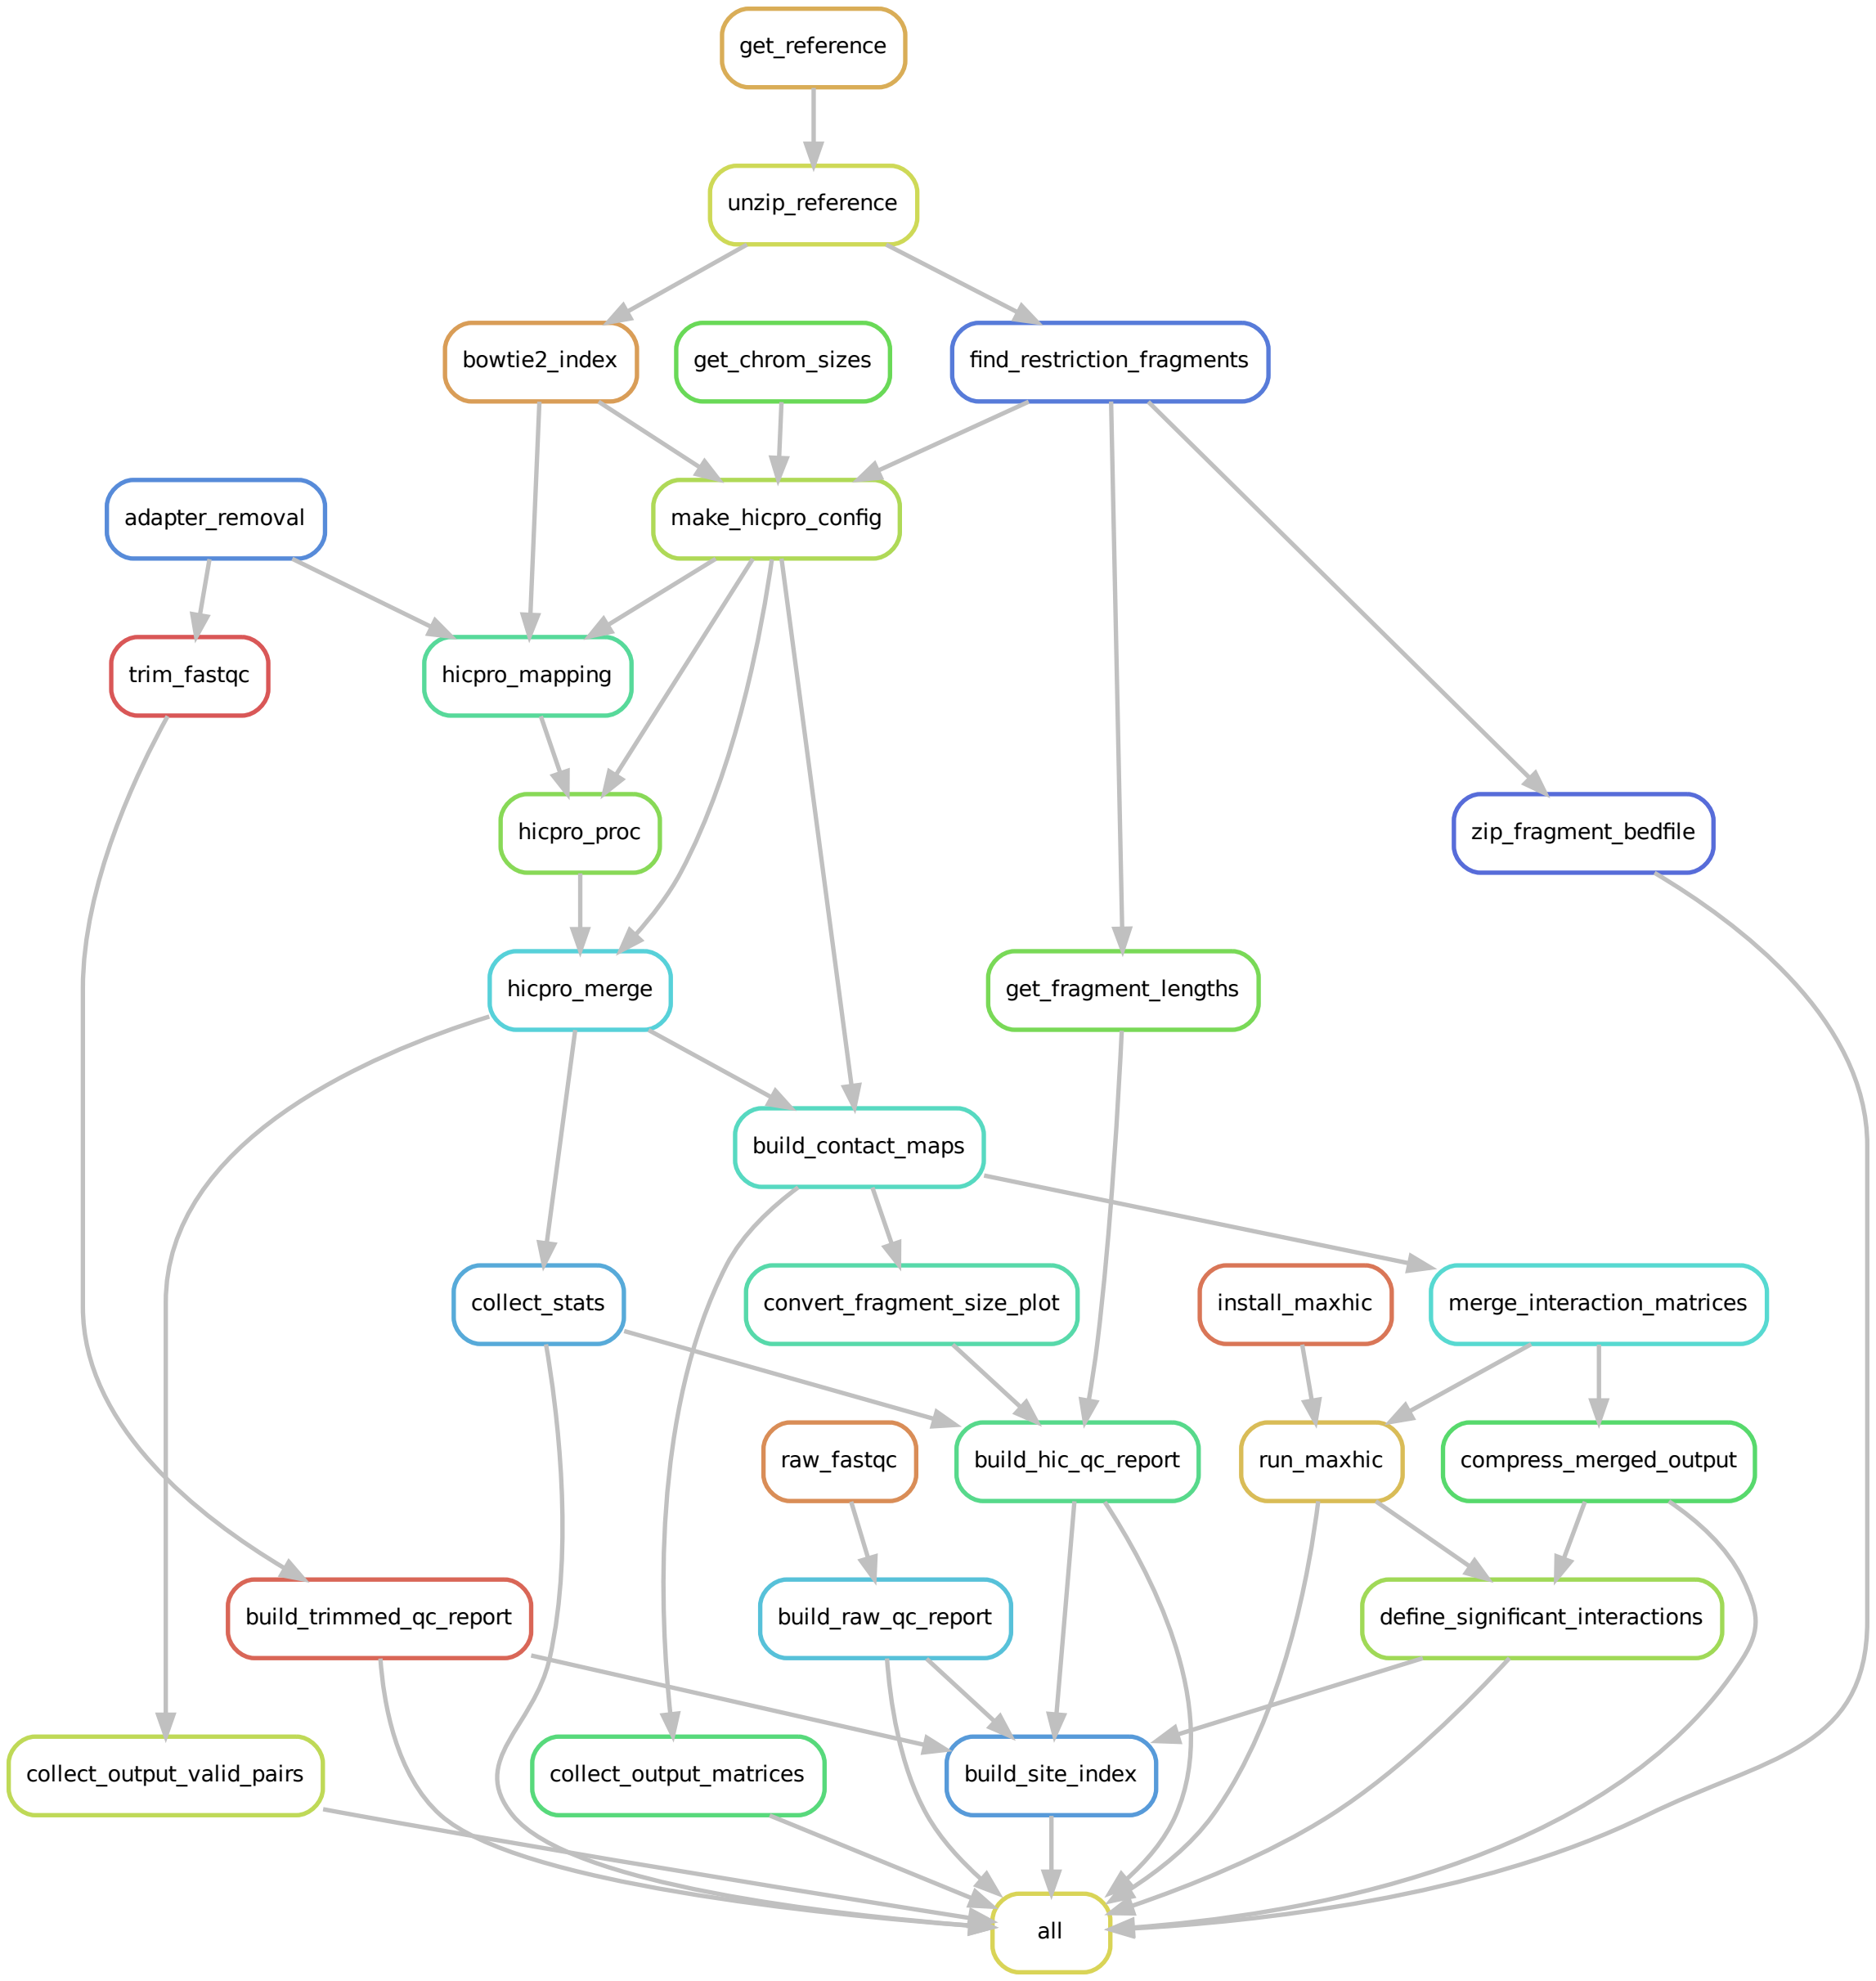 get_reference
unzip_reference
bowtie2_index
get_chrom_sizes
find_restriction_fragments
adapter_removal
make_hicpro_config
trim_fastqc
hicpro_mapping
hicpro_proc
zip_fragment_bedfile
hicpro_merge
get_fragment_lengths
build_contact_maps
collect_stats
convert_fragment_size_plot
install_maxhic
merge_interaction_matrices
raw_fastqc
build_hic_qc_report
run_maxhic
compress_merged_output
build_trimmed_qc_report
build_raw_qc_report
define_significant_interactions
collect_output_valid_pairs
collect_output_matrices
build_site_index
all